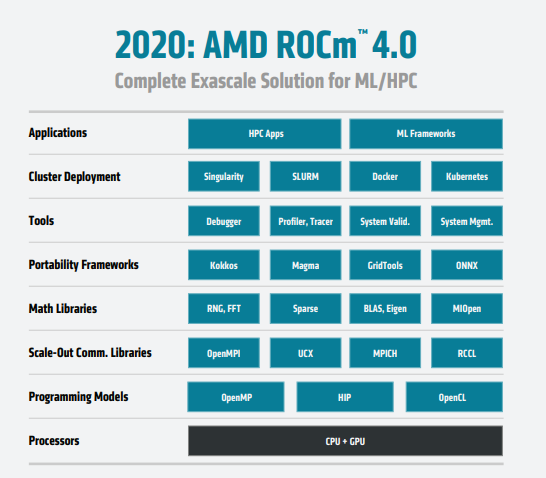 2020: AMD ROCm™ 4.0
Complete Exascale Solution for ML/HPC
Applications
HPC Apps
ML Frameworks
Cluster Deployment
Singularity
SLURM
Docker
Kubernetes
Tools
Debugger
Profiler, Tracer
System Valid.
System Mgmt.
Portability Frameworks
Kokkos
Magma
GridTools
ONNX
Math Libraries
RNG, FFT
Sparse
BLAS, Eigen
MIOpen
Scale-Out Comm. Libraries
OpenMPI
UCX
MPICH
RCCL
Programming Models
OpenMP
HIP
OpenCL
Processors
CPU + GPU